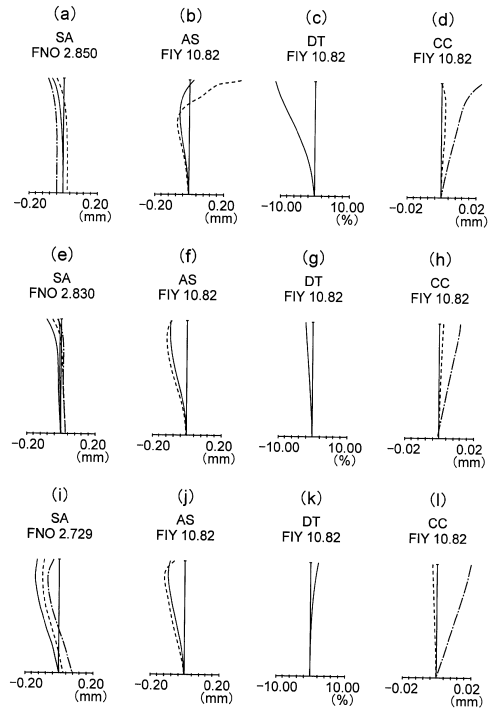 (a) (b) (c) (d)
SA AS DT CC
FNO 2.850 FIY 10.82 FIY 10.82 FIY 10.82
-0.20 0.20 -0.20 0.20 -10.00 10.00 -0.02 0.02
(mm) (mm) (%) (mm)
(e) (f) (g) (h)
SA AS DT CC
FNO 2.830 FIY 10.82 FIY 10.82 FIY 10.82
-0.20 0.20 -0.20 0.20 -10.00 10.00 -0.02 0.02
(mm) (mm) (%) (mm)
(i) (j) (k) (l)
SA AS DT CC
FNO 2.729 FIY 10.82 FIY 10.82 FIY 10.82
-0.20 0.20 -0.20 0.20 -10.00 10.00 -0.02 0.02
(mm) (mm) (%) (mm)